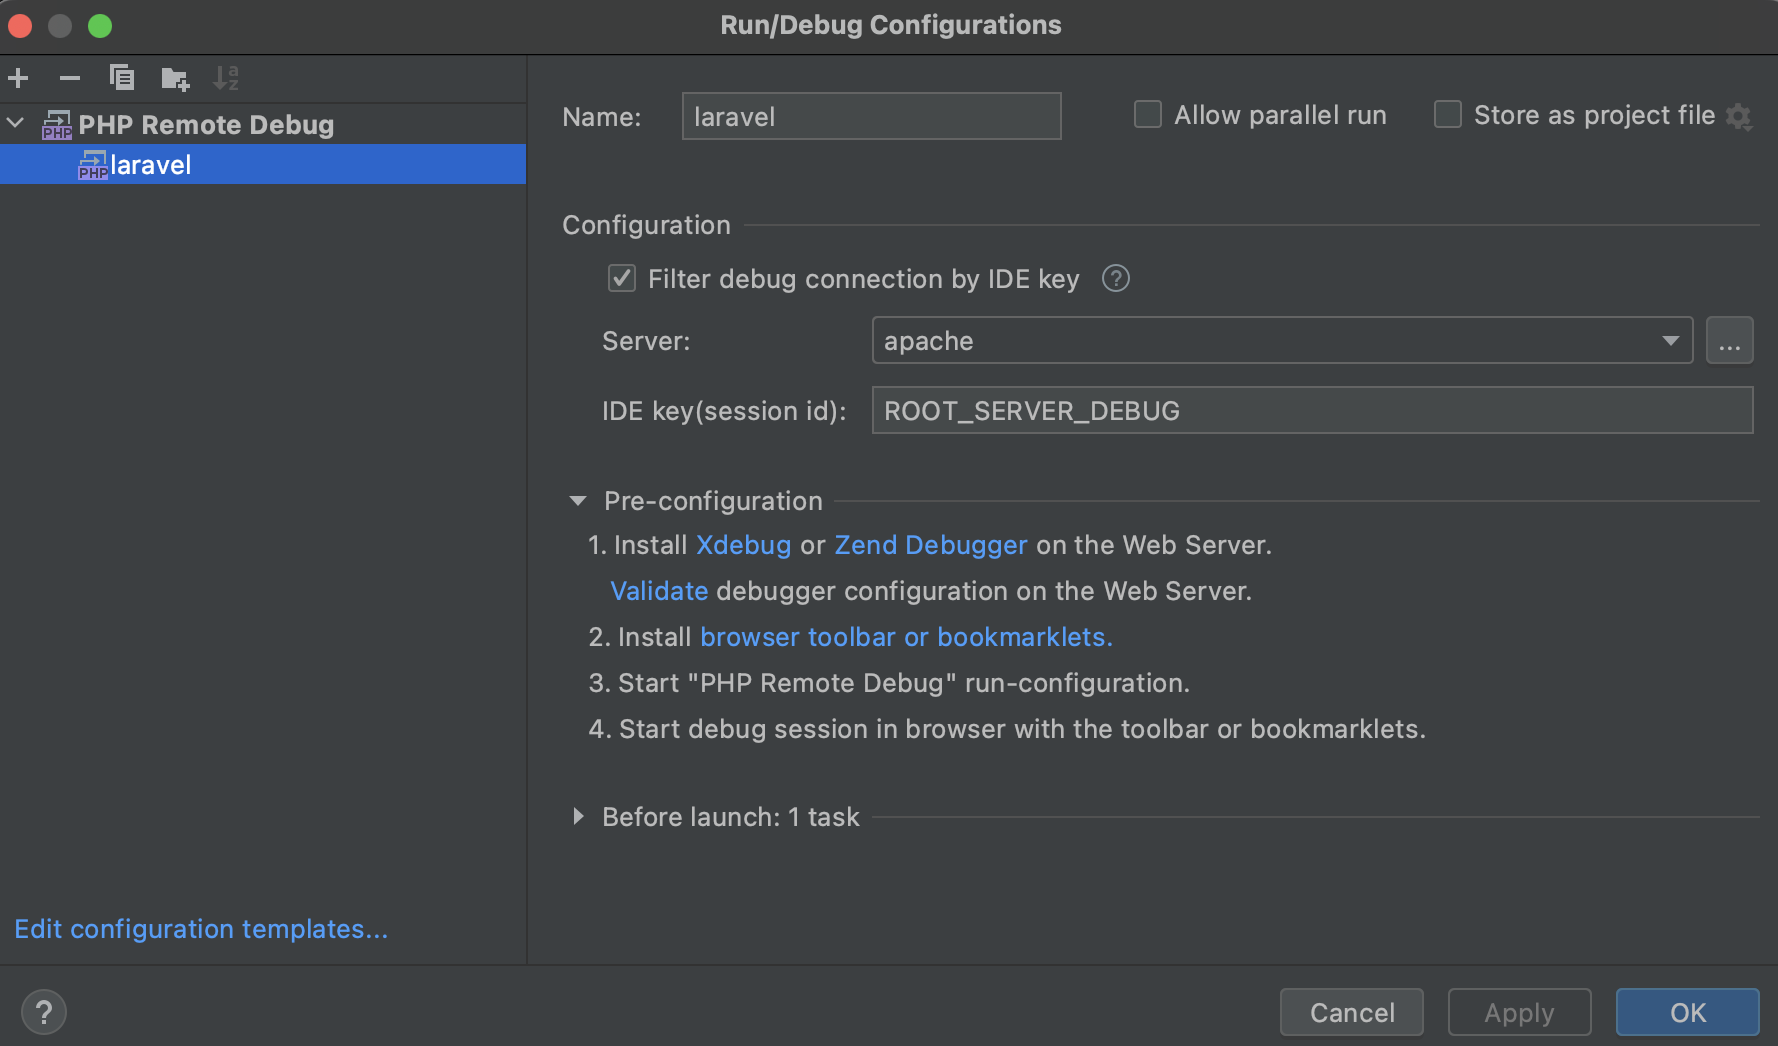 Run/Debug Configurations
PHP PHP Remote Debug
PHP laravel
Name: laravel
Allow parallel run
Store as project file
Configuration
Filter debug connection by IDE key ?
Server: apache ...
IDE key(session id): ROOT_SERVER_DEBUG
Pre-configuration
1. Install Xdebug or Zend Debugger on the Web Server.
Validate debugger configuration on the Web Server.
2. Install browser toolbar or bookmarklets.
3. Start "PHP Remote Debug" run-configuration.
4. Start debug session in browser with the toolbar or bookmarklets.
Before launch: 1 task
Edit configuration templates...
? Cancel Apply OK